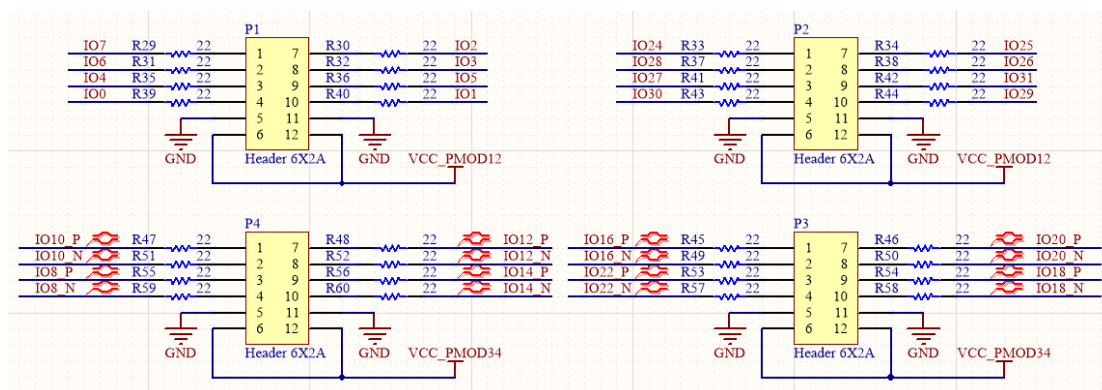 P1
IO7 R29 22 1 7 R30 22 IO2
IO6 R31 22 2 8 R32 22 IO3
IO4 R35 22 3 9 R36 22 IO5
IO0 R39 22 4 10 R40 22 IO1
5 11
6 12
GND Header 6X2A GND VCC_PMOD12
P2
IO24 R33 22 1 7 R34 22 IO25
IO28 R37 22 2 8 R38 22 IO26
IO27 R41 22 3 9 R42 22 IO31
IO30 R43 22 4 10 R44 22 IO29
5 11
6 12
GND Header 6X2A GND VCC_PMOD12
P4
IO10_P R47 22 1 7 R48 22 IO12_P
IO10_N R51 22 2 8 R52 22 IO12_N
IO8_P R55 22 3 9 R56 22 IO14_P
IO8_N R59 22 4 10 R60 22 IO14_N
5 11
6 12
GND Header 6X2A GND VCC_PMOD34
P3
IO16_P R45 22 1 7 R46 22 IO20_P
IO16_N R49 22 2 8 R50 22 IO20_N
IO22_P R53 22 3 9 R54 22 IO18_P
IO22_N R57 22 4 10 R58 22 IO18_N
5 11
6 12
GND Header 6X2A GND VCC_PMOD34